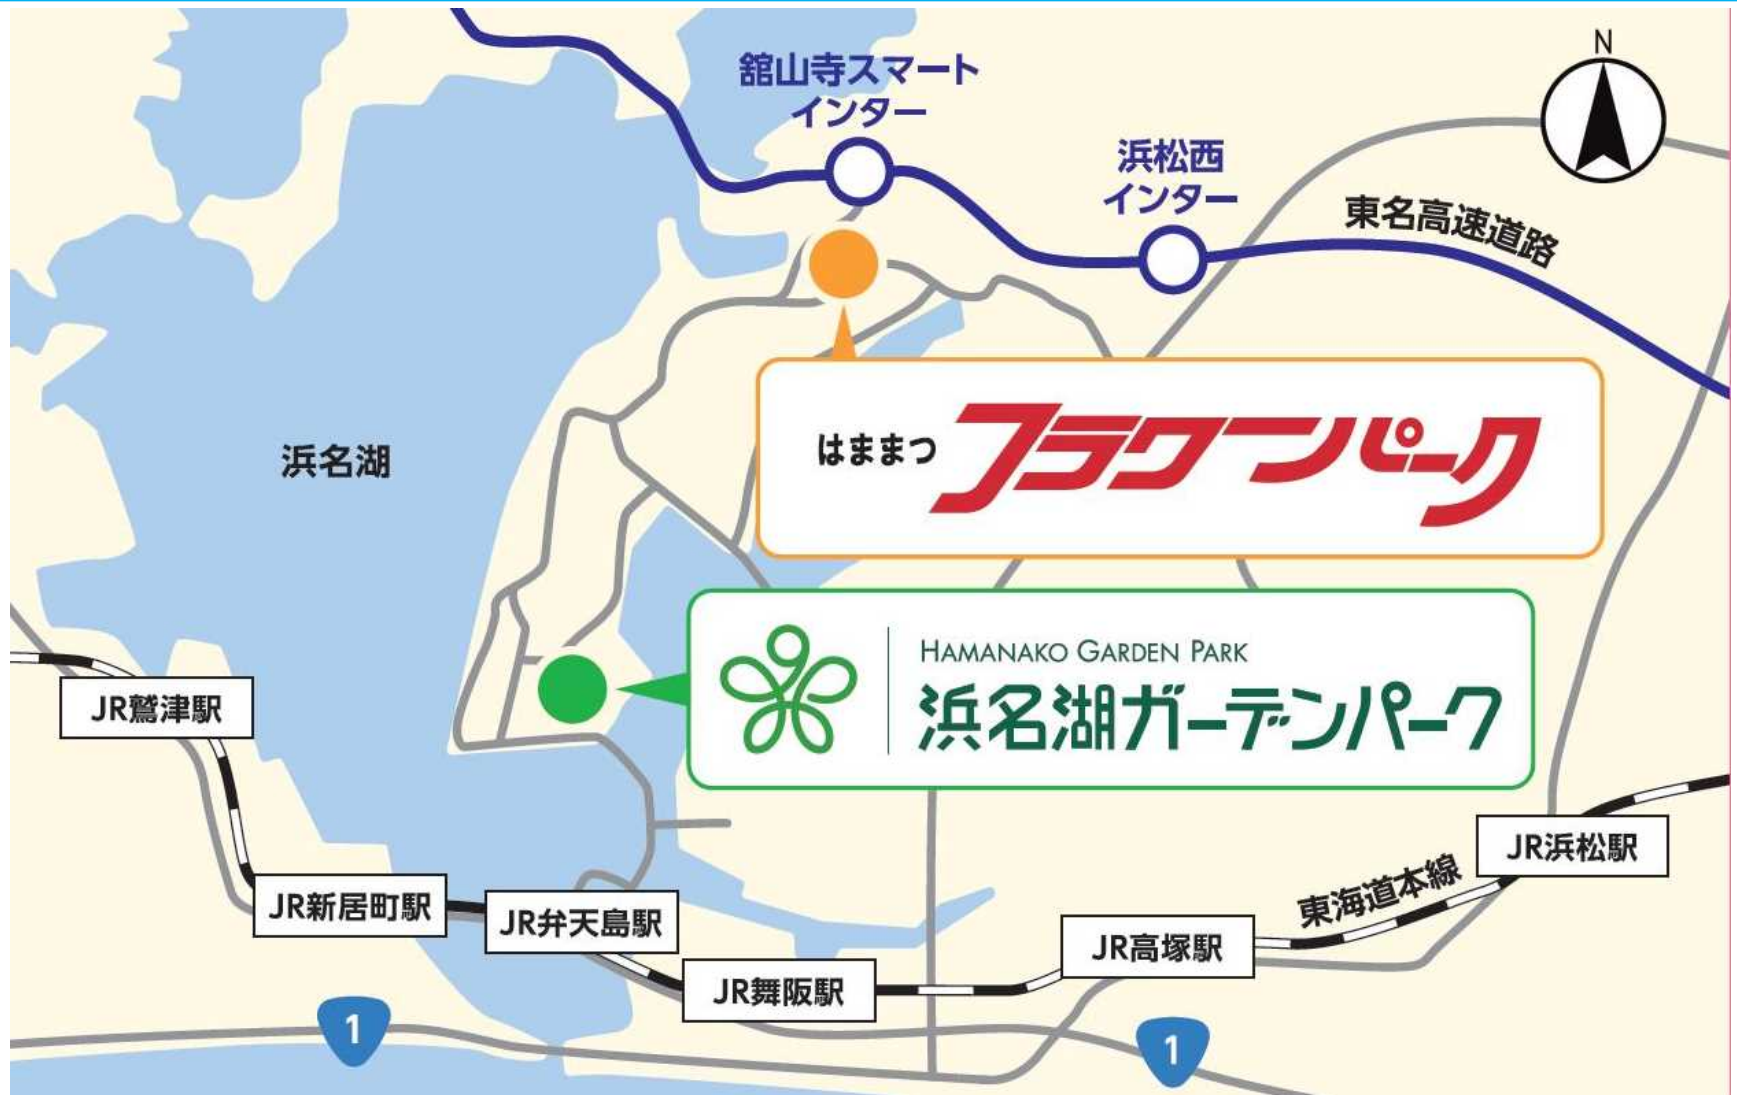 N
舘山寺スマート
インター
浜松西
インター
東名高速道路
はままつフラワーパーク
浜名湖
HAMANAKO GARDEN PARK
浜名湖ガーデンパーク
JR鷲津駅
JR浜松駅
東海道本線
JR新居町駅
JR弁天島駅
JR高塚駅
JR舞阪駅
1
1